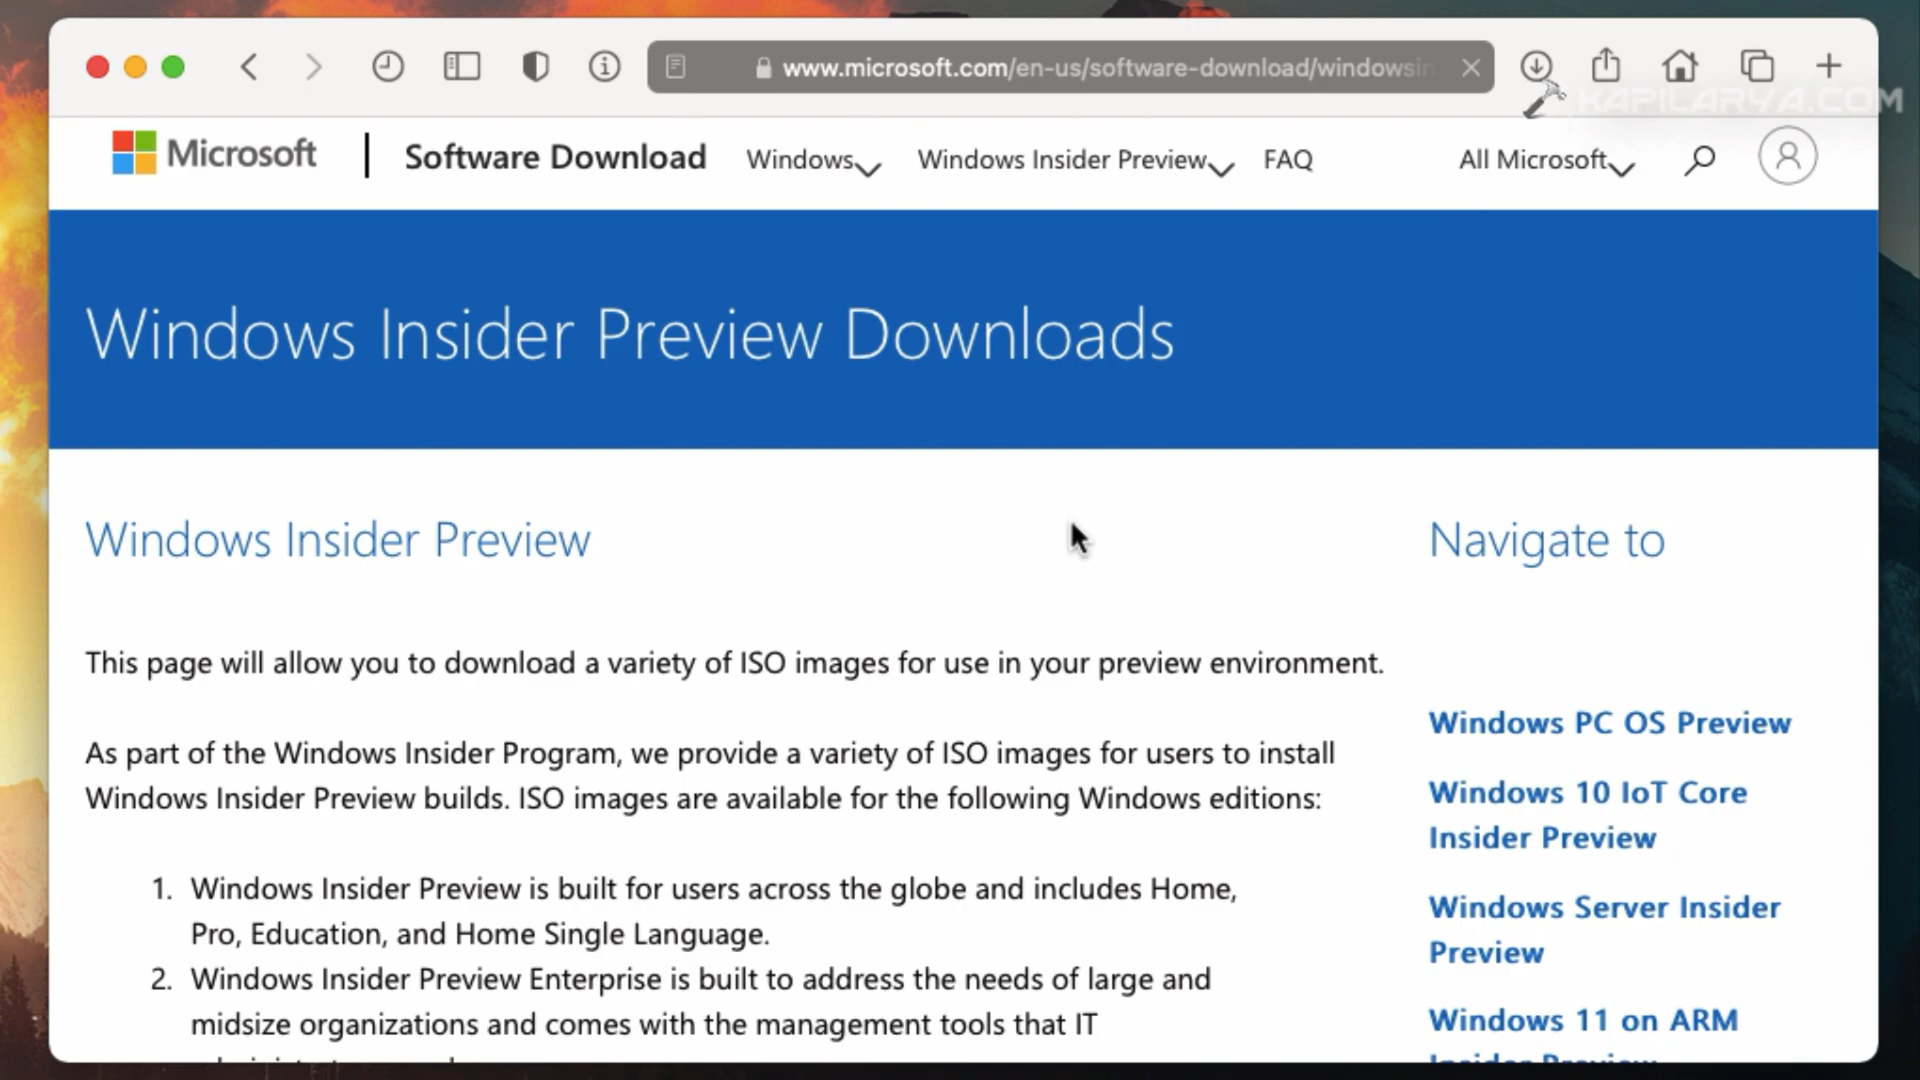 www.microsoft.com/en-us/software-download/windowsin
KAPILARYA.COM
Microsoft
Software Download
Windows
Windows Insider Preview
FAQ
All Microsoft
Windows Insider Preview Downloads
Windows Insider Preview
This page will allow you to download a variety of ISO images for use in your preview environment.
As part of the Windows Insider Program, we provide a variety of ISO images for users to install
Windows Insider Preview builds. ISO images are available for the following Windows editions:
1. Windows Insider Preview is built for users across the globe and includes Home,
Pro, Education, and Home Single Language.
2. Windows Insider Preview Enterprise is built to address the needs of large and
midsize organizations and comes with the management tools that IT
Navigate to
Windows PC OS Preview
Windows 10 IoT Core
Insider Preview
Windows Server Insider
Preview
Windows 11 on ARM
Insider Preview